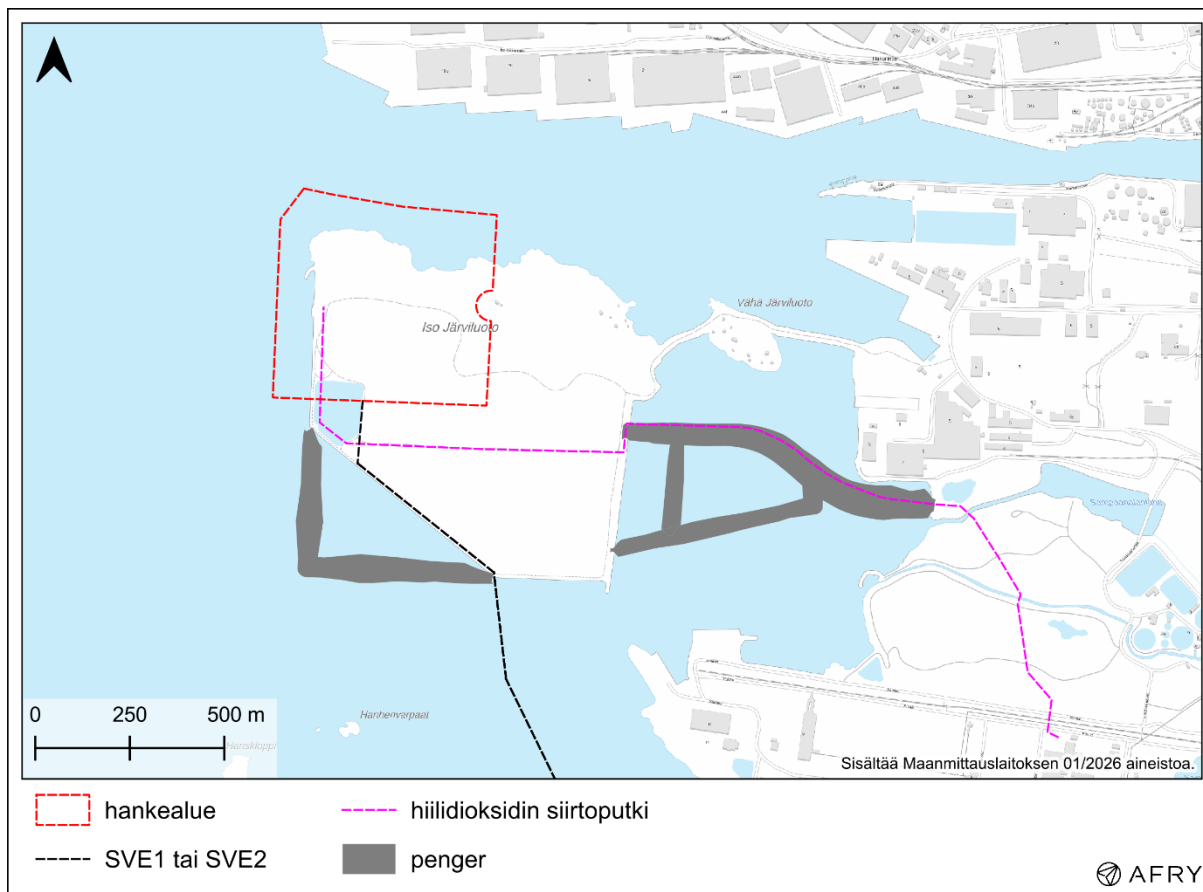 Iso Järviluoto
Vähä Järviluoto
Hanhenvarpaat
0 250 500 m
Sisältää Maanmittauslaitoksen 01/2026 aineistoa.
hankealue
hiilidioksidin siirtoputki
SVE1 tai SVE2
penger
AFRY